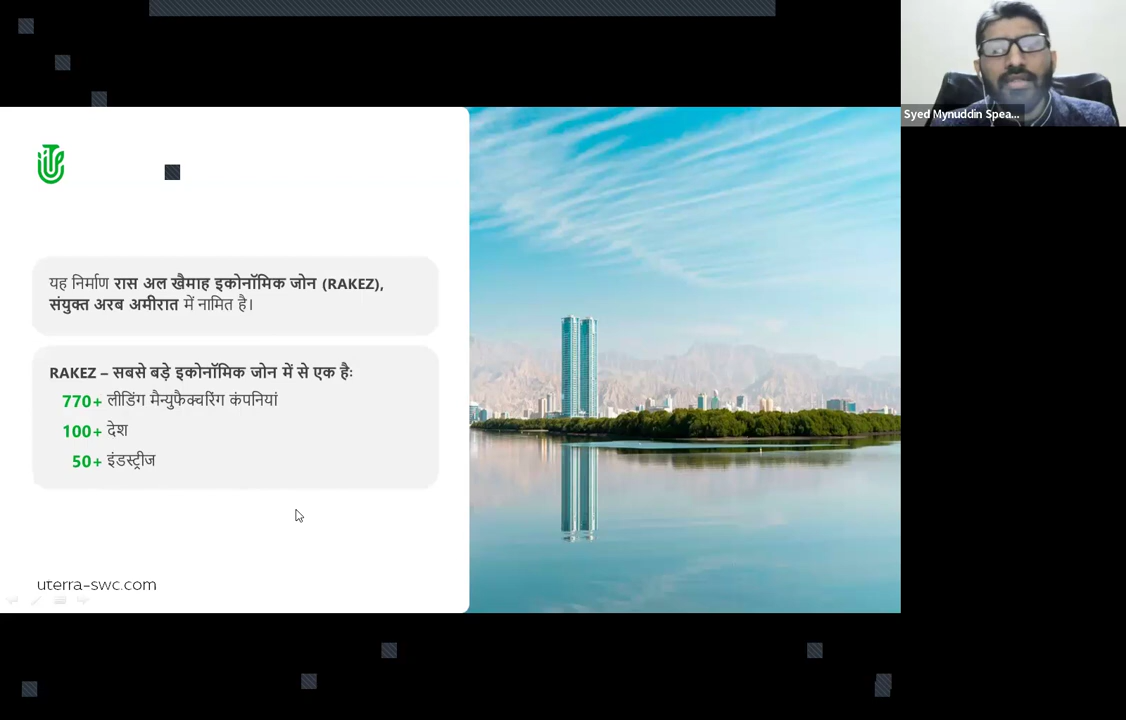 Syed Mynuddin Spea...
यह निर्माण रास अल खैमाह इकोनॉमिक जोन (RAKEZ),
संयुक्त अरब अमीरात में नामित है।
RAKEZ – सबसे बड़े इकोनॉमिक जोन में से एक है:
770+ लीडिंग मैन्युफैक्चरिंग कंपनियां
100+ देश
50+ इंडस्ट्रीज
uterra-swc.com